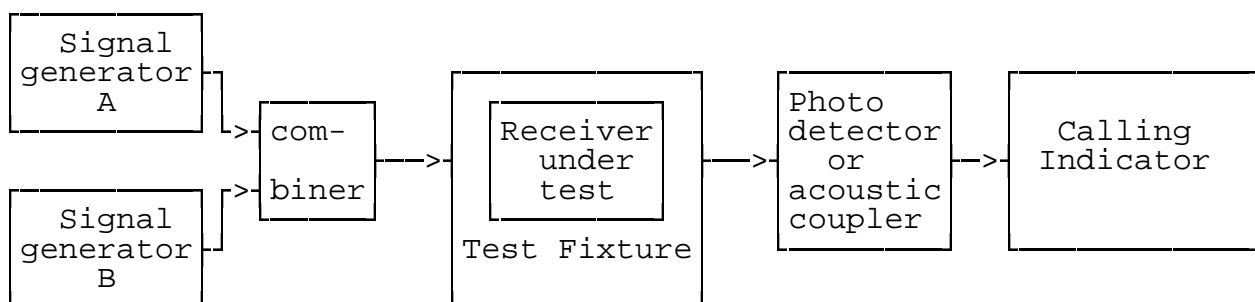 Signal
generator
A
com-
biner
Signal
generator
B
Receiver
under
test
Test Fixture
Photo
detector
or
acoustic
coupler
Calling
Indicator